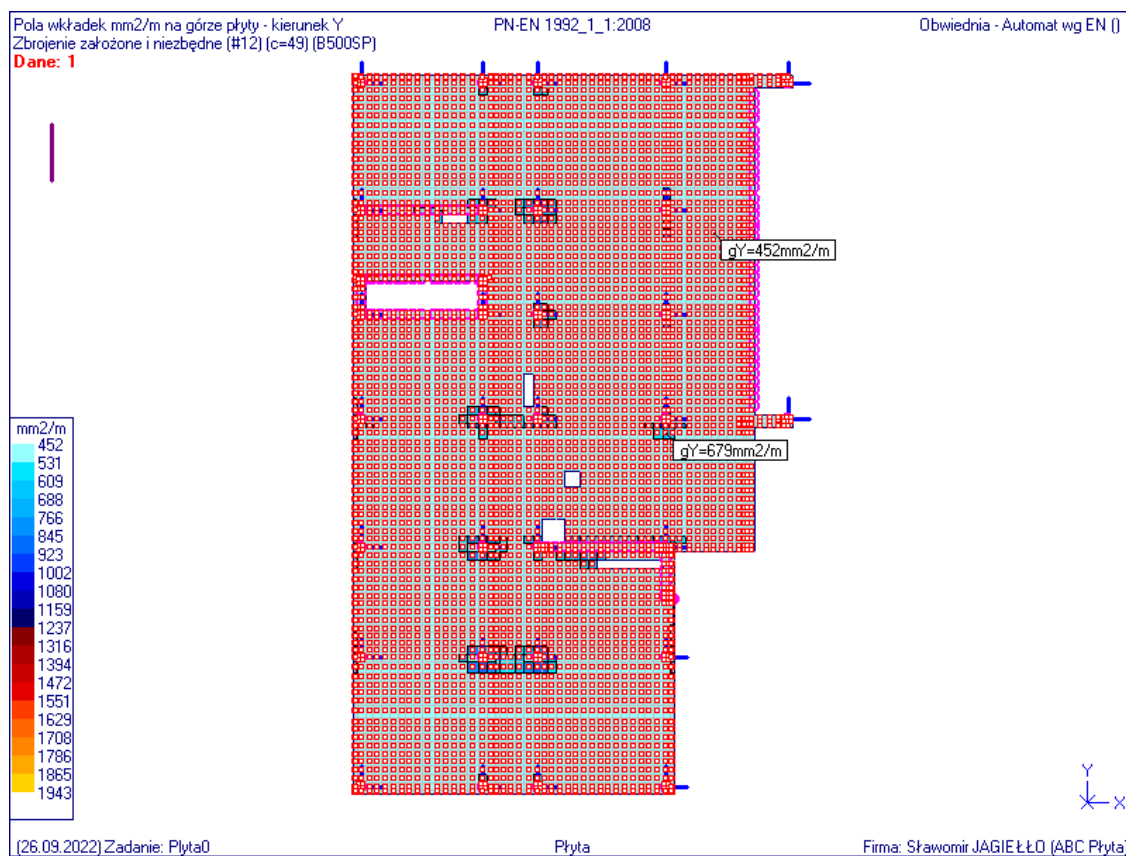 Pola wkładek mm2/m na górze płyty - kierunek Y
PN-EN 1992_1_1:2008
Obwiednia - Automat wg EN ()
Zbrojenie założone i niezbędne (#12) (c=49) (B500SP)
Dane: 1
gY=452mm2/m
gY=679mm2/m
mm2/m
452
531
609
688
766
845
923
1002
1080
1159
1237
1316
1394
1472
1551
1629
1708
1786
1865
1943
Y
X
(26.09.2022) Zadanie: Plyta0
Płyta
Firma: Sławomir JAGIEŁŁO (ABC Płyta)